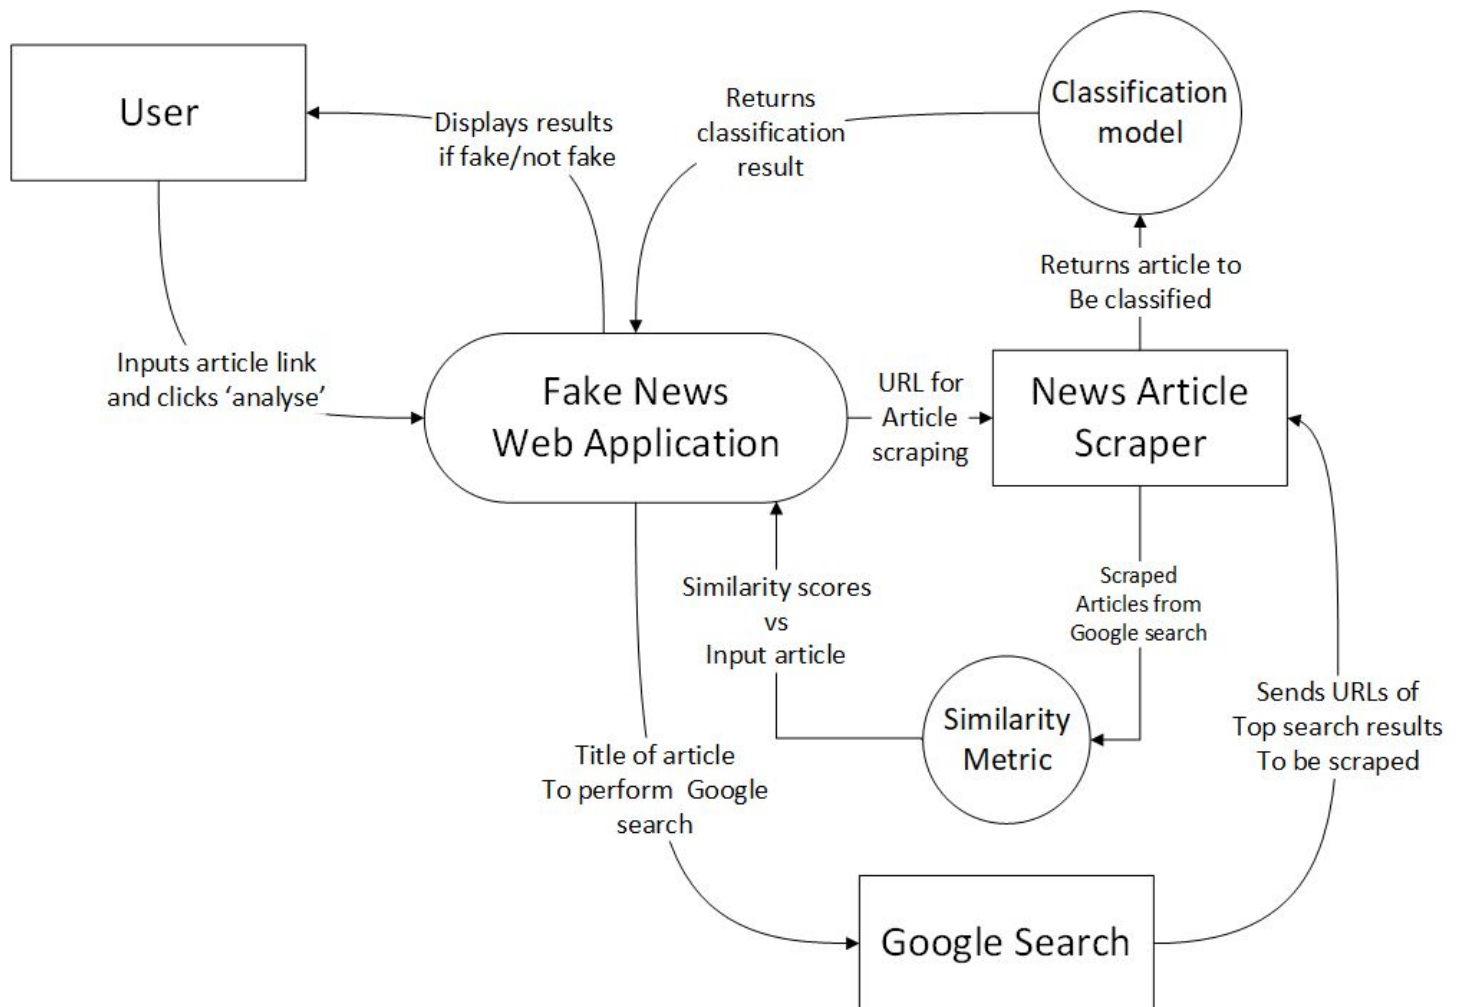 User
Displays results
if fake/not fake
Returns
classification
result
Classification
model
Returns article to
Be classified
Inputs article link
and clicks ‘analyse’
Fake News
Web Application
URL for
Article
scraping
News Article
Scraper
Similarity scores
vs
Input article
Scraped
Articles from
Google search
Similarity
Metric
Sends URLs of
Top search results
To be scraped
Title of article
To perform  Google
search
Google Search